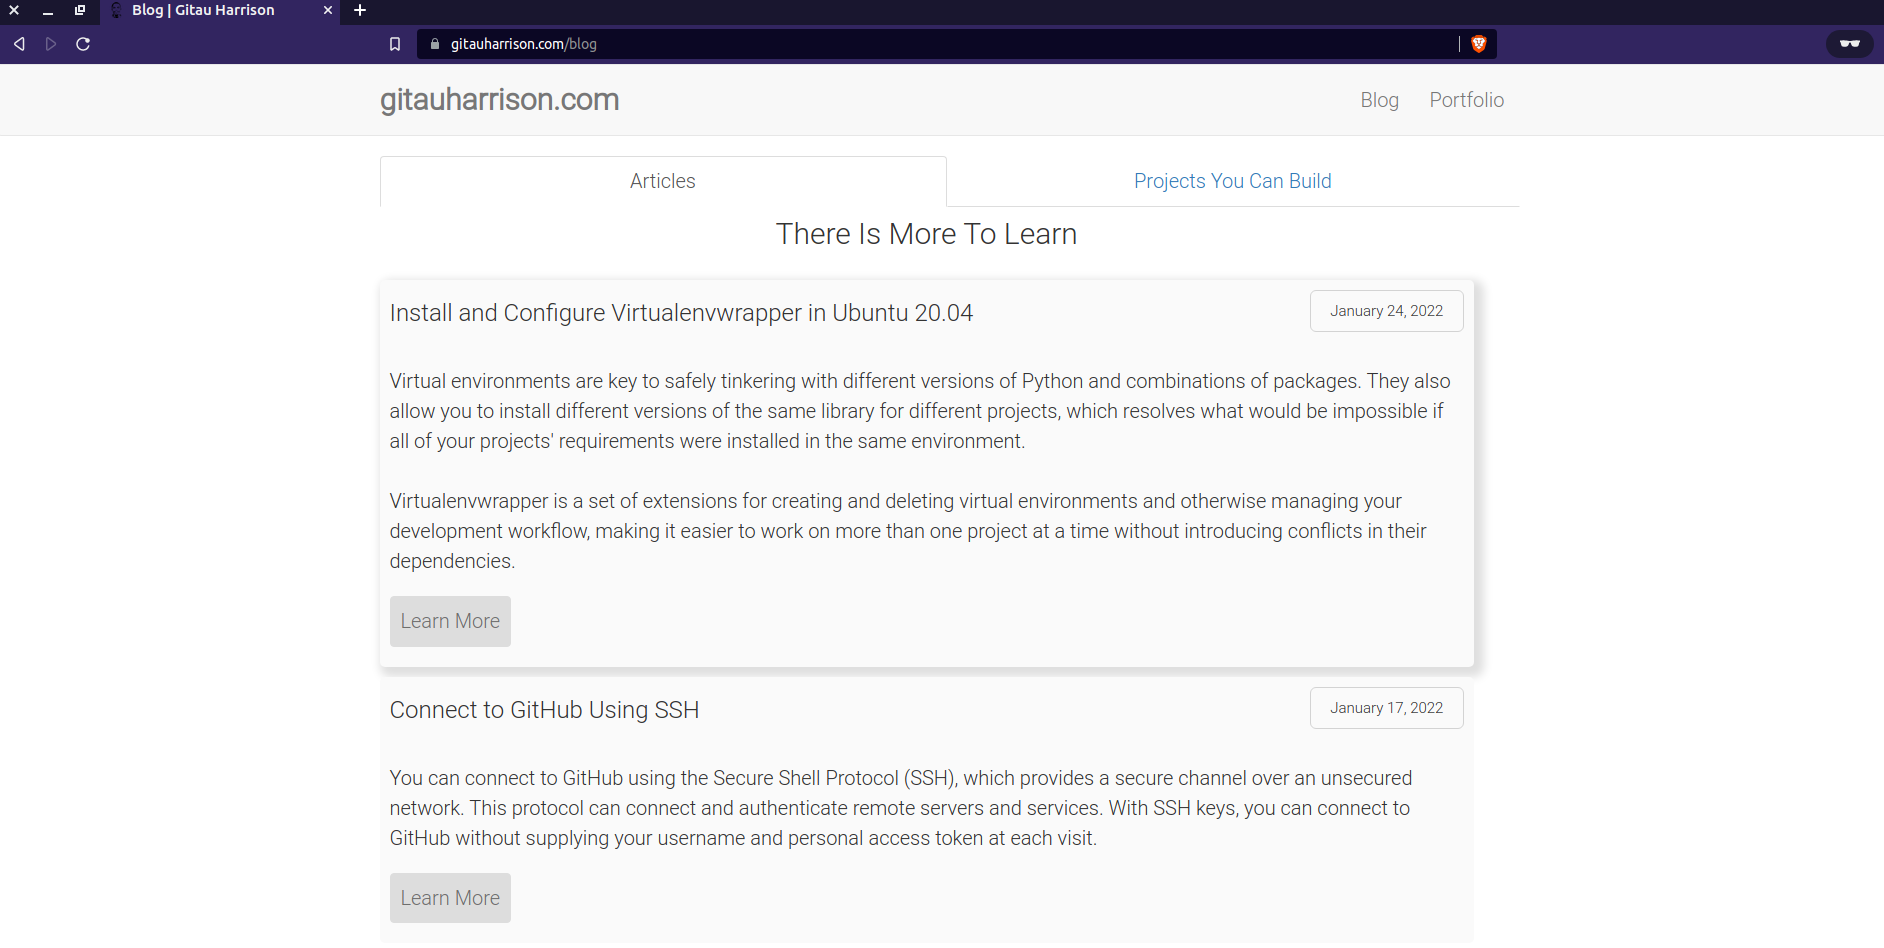 Blog | Gitau Harrison
gitauharrison.com/blog
gitauharrison.com
Blog
Portfolio
Articles
Projects You Can Build
There Is More To Learn
Install and Configure Virtualenvwrapper in Ubuntu 20.04
January 24, 2022
Virtual environments are key to safely tinkering with different versions of Python and combinations of packages. They also
allow you to install different versions of the same library for different projects, which resolves what would be impossible if
all of your projects' requirements were installed in the same environment.
Virtualenvwrapper is a set of extensions for creating and deleting virtual environments and otherwise managing your
development workflow, making it easier to work on more than one project at a time without introducing conflicts in their
dependencies.
Learn More
Connect to GitHub Using SSH
January 17, 2022
You can connect to GitHub using the Secure Shell Protocol (SSH), which provides a secure channel over an unsecured
network. This protocol can connect and authenticate remote servers and services. With SSH keys, you can connect to
GitHub without supplying your username and personal access token at each visit.
Learn More